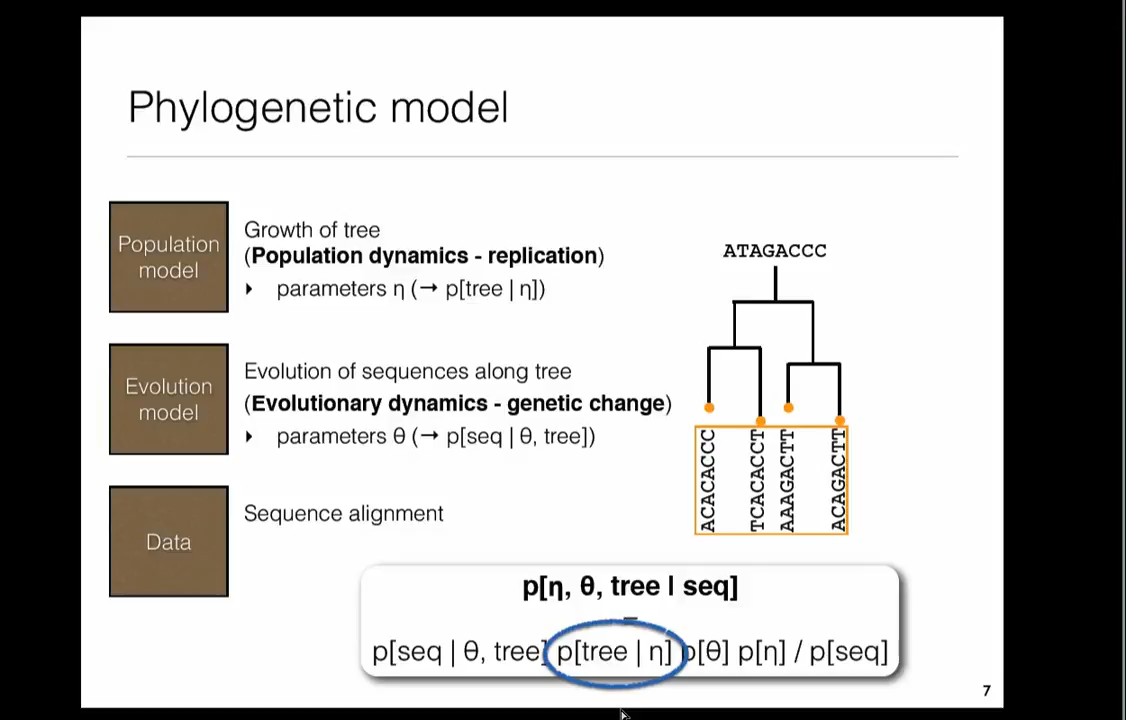 Phylogenetic model
Population
model
Growth of tree
(Population dynamics - replication)
parameters η (→ p[tree | η])
Evolution
model
Evolution of sequences along tree
(Evolutionary dynamics - genetic change)
parameters θ (→ p[seq | θ, tree])
Data
Sequence alignment
ATAGACCC
ACACACCC
TCACACCT
AAAGACTT
ACAGACTT
p[η, θ, tree | seq]
=
p[seq | θ, tree] p[tree | η] p[θ] p[η] / p[seq]
7